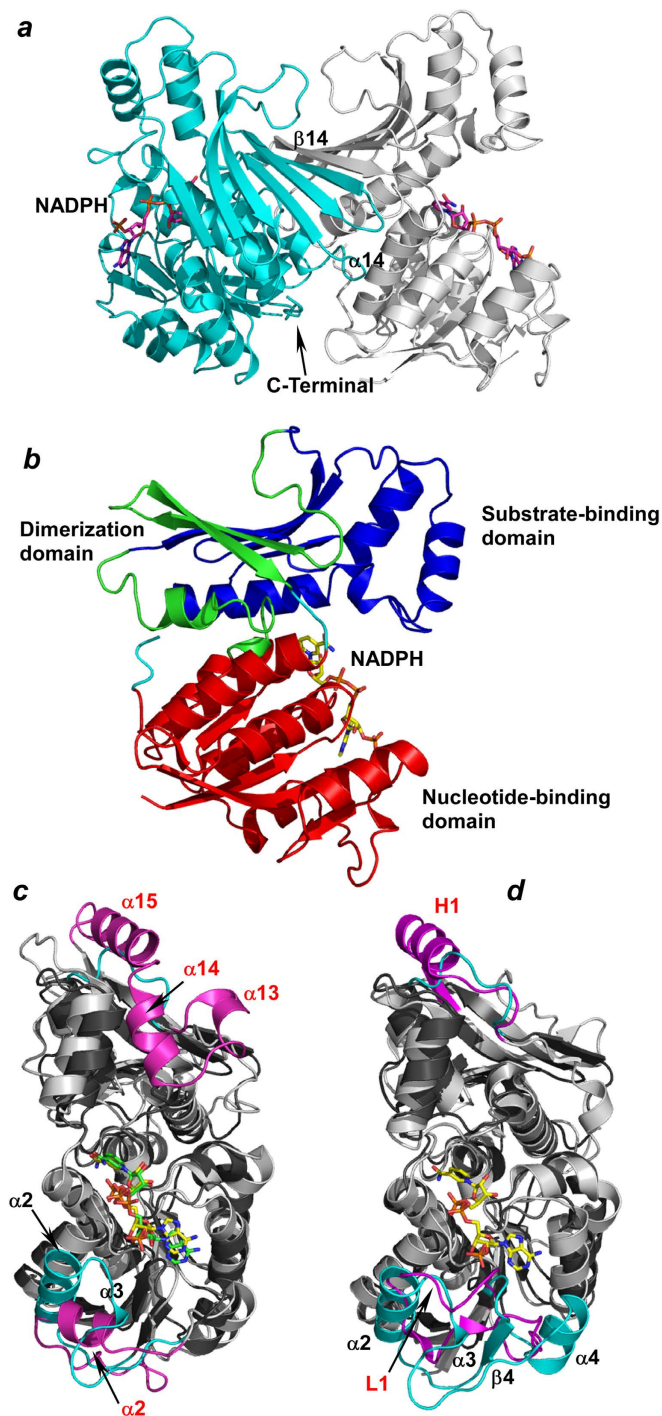 a
β14
NADPH
α14
C-Terminal
b
Dimerization
domain
Substrate-binding
domain
NADPH
Nucleotide-binding
domain
c
α15
α14
α13
α2
α3
α2
d
H1
α2
L1
α3
β4
α4